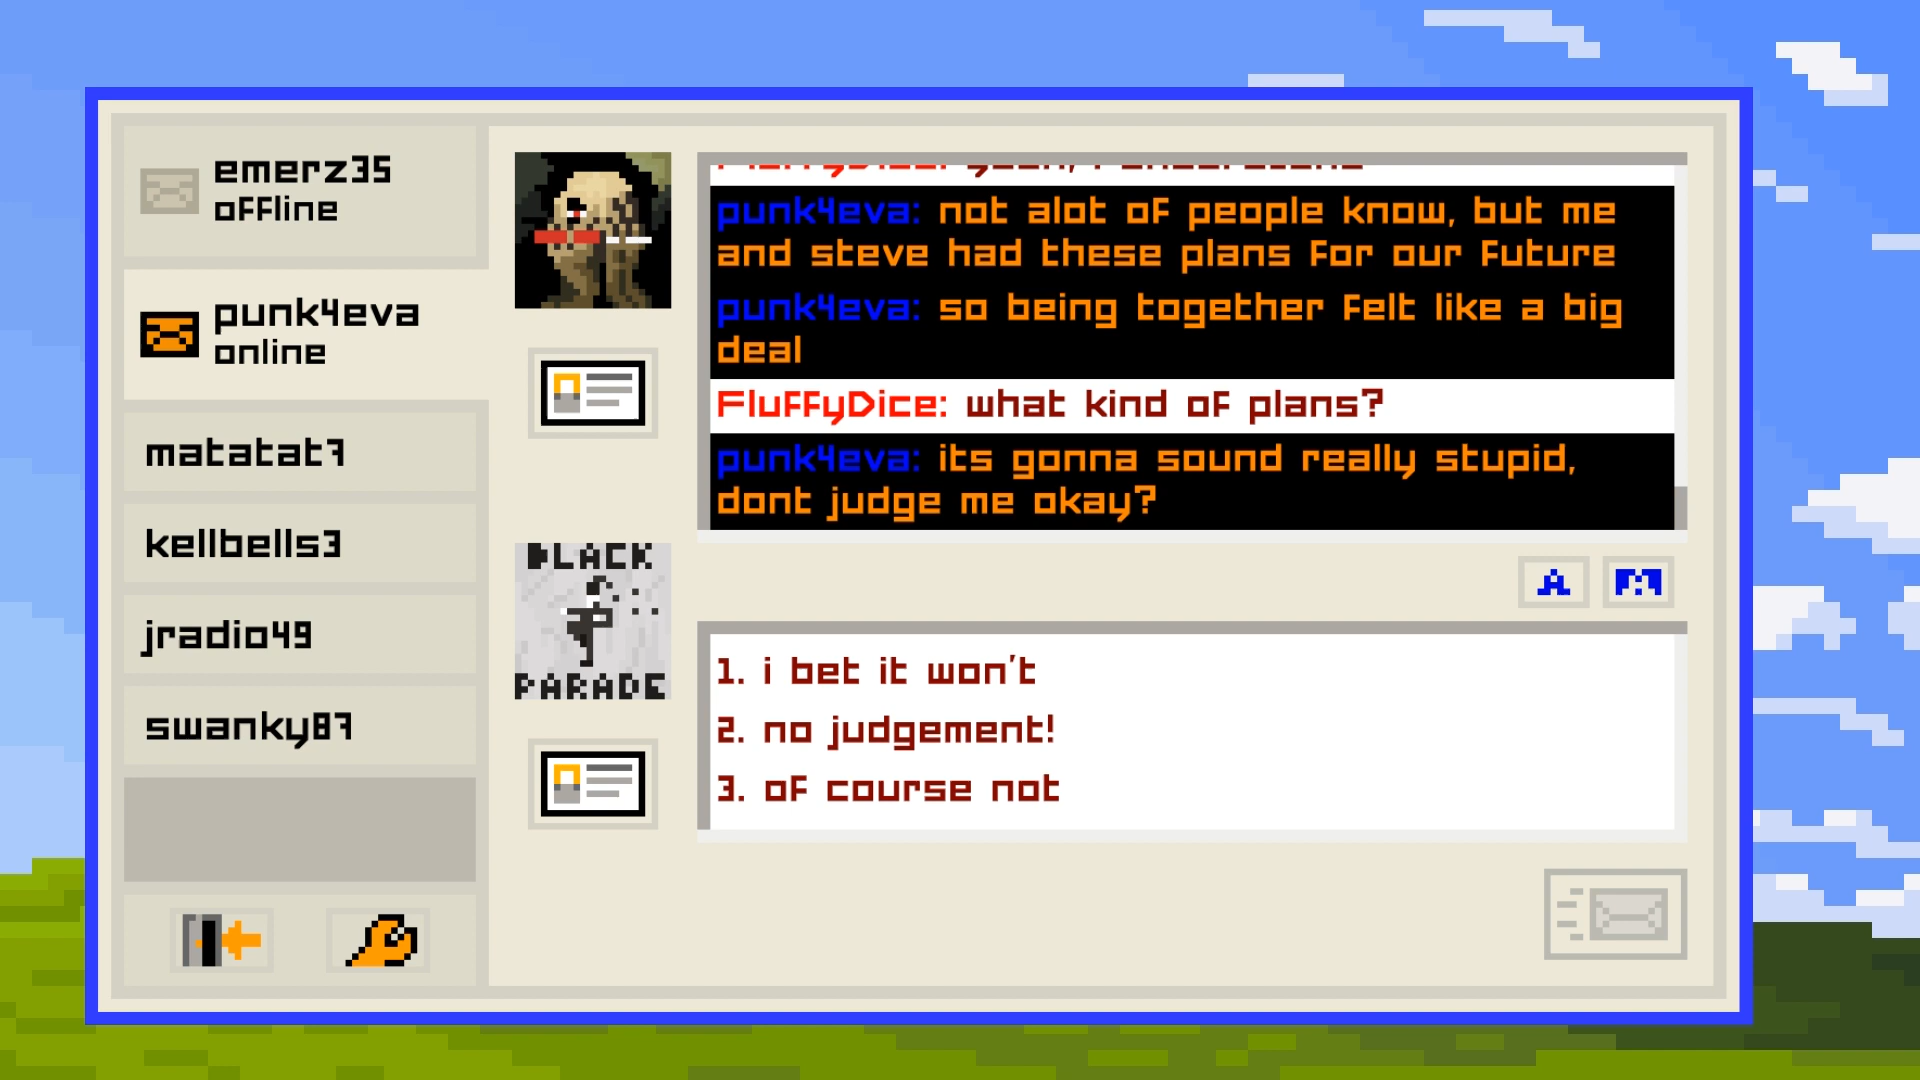 emerz35
offline
punk4eva
online
matatat7
kellbells3
jradio49
swanky87
FluffyDice: yeah, i understand
punk4eva: not alot of people know, but me
and steve had these plans for our future
punk4eva: so being together felt like a big
deal
FluffyDice: what kind of plans?
punk4eva: its gonna sound really stupid,
dont judge me okay?
BLACK
PARADE
A M
1. i bet it won't
2. no judgement!
3. of course not